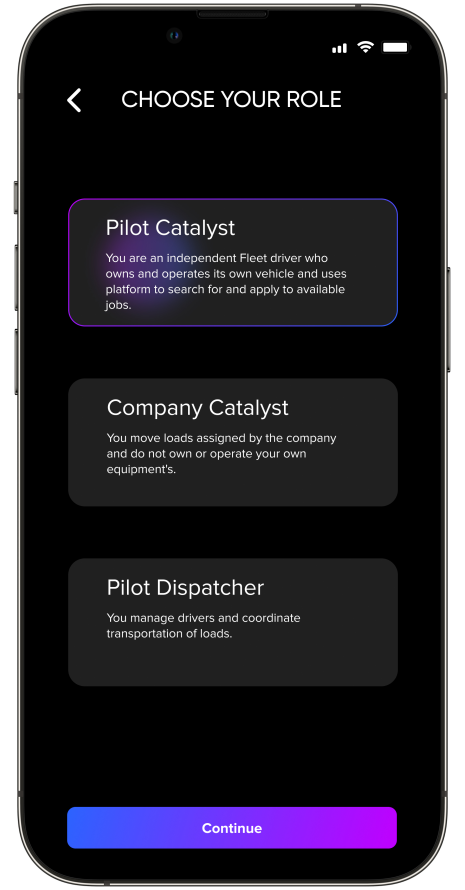 CHOOSE YOUR ROLE
Pilot Catalyst
You are an independent Fleet driver who
owns and operates its own vehicle and uses
platform to search for and apply to available
jobs.
Company Catalyst
You move loads assigned by the company
and do not own or operate your own
equipment's.
Pilot Dispatcher
You manage drivers and coordinate
transportation of loads.
Continue